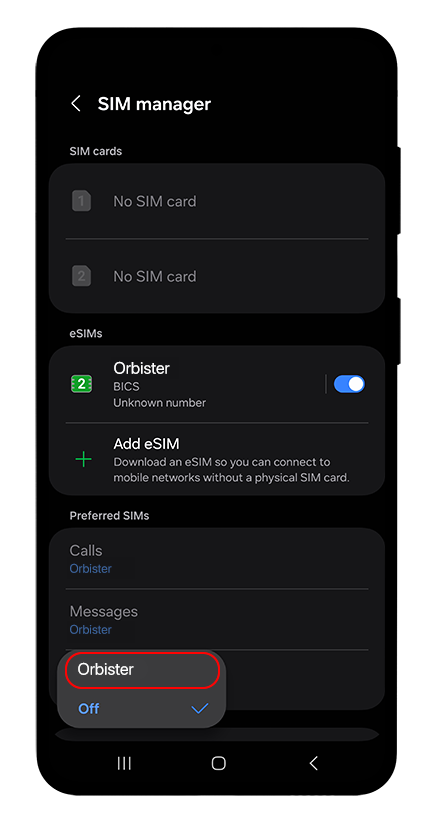 SIM manager
SIM cards
1 No SIM card
2 No SIM card
eSIMs
2 Orbister
BICS
Unknown number
Add eSIM
Download an eSIM so you can connect to
mobile networks without a physical SIM card.
Preferred SIMs
Calls
Orbister
Messages
Orbister
Orbister
Off